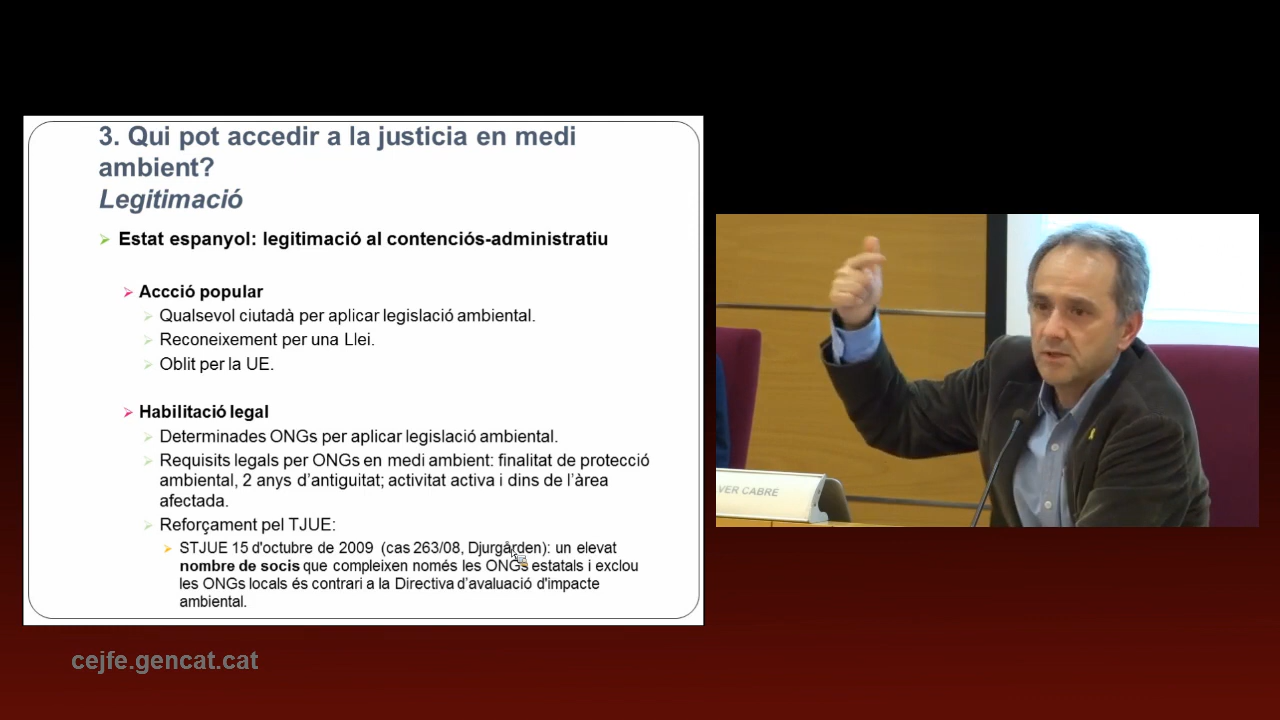 3. Qui pot accedir a la justicia en medi
ambient?
Legitimació
Estat espanyol: legitimació al contenciós-administratiu
Accció popular
Qualsevol ciutadà per aplicar legislació ambiental.
Reconeixement per una Llei.
Oblit per la UE.
Habilitació legal
Determinades ONGs per aplicar legislació ambiental.
Requisits legals per ONGs en medi ambient: finalitat de protecció
ambiental, 2 anys d'antiguitat; activitat activa i dins de l'àrea
afectada.
Reforçament pel TJUE:
STJUE 15 d'octubre de 2009 (cas 263/08, Djurgården): un elevat
nombre de socis que compleixen només les ONGs estatals i exclou
les ONGs locals és contrari a la Directiva d'avaluació d'impacte
ambiental.
VER CABRE
cejfe.gencat.cat